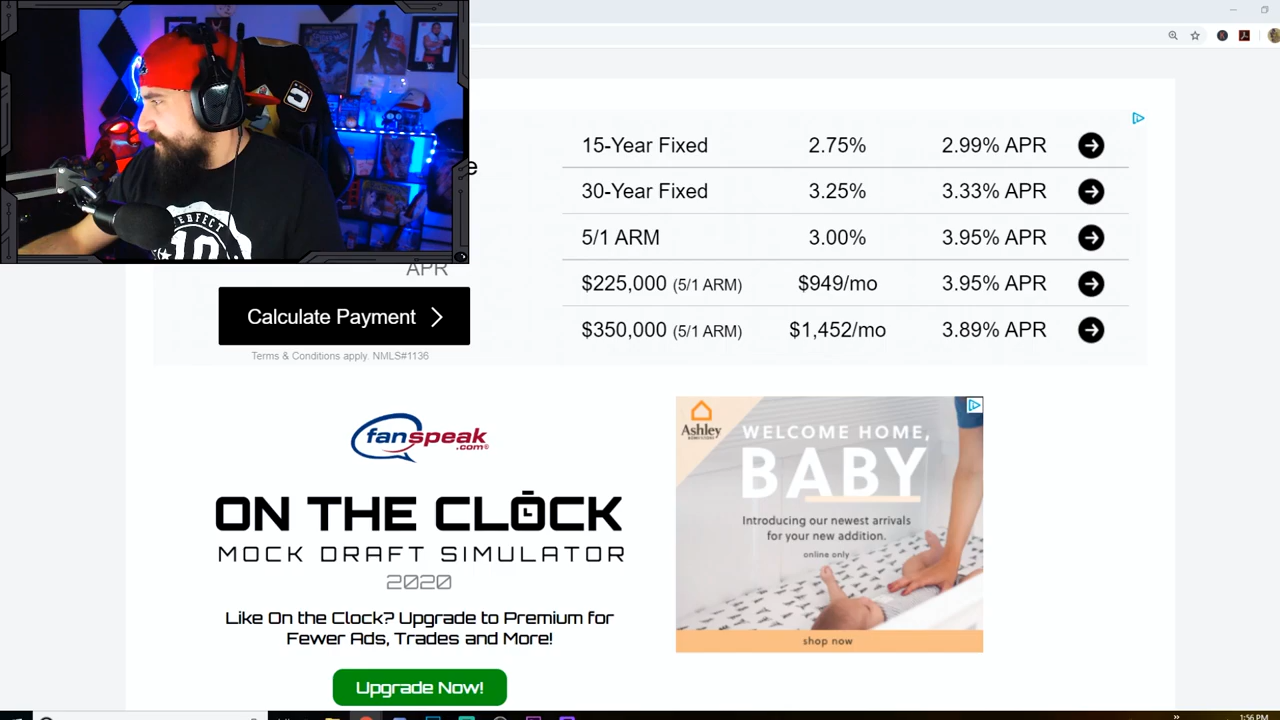 PERFECT
10
e
APR
Calculate Payment
Terms & Conditions apply. NMLS#1136
15-Year Fixed 2.75% 2.99% APR
30-Year Fixed 3.25% 3.33% APR
5/1 ARM 3.00% 3.95% APR
$225,000 (5/1 ARM) $949/mo 3.95% APR
$350,000 (5/1 ARM) $1,452/mo 3.89% APR
fanspeak
.com
ON THE CLOCK
MOCK DRAFT SIMULATOR
2020
Like On the Clock? Upgrade to Premium for
Fewer Ads, Trades and More!
Upgrade Now!
Ashley
WELCOME HOME,
BABY
Introducing our newest arrivals
for your new addition.
online only
shop now
1:56 PM